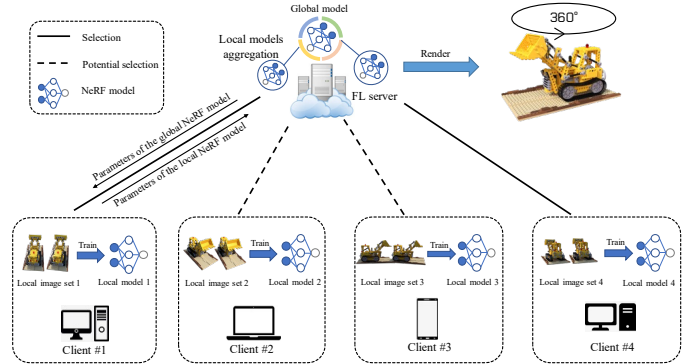 Global model
Selection
Potential selection
NeRF model
Local models
aggregation
FL server
Render
360°
Parameters of the global NeRF model
Parameters of the local NeRF model
Train
Local image set 1
Local model 1
Client #1
Train
Local image set 2
Local model 2
Client #2
Train
Local image set 3
Local model 3
Client #3
Train
Local image set 4
Local model 4
Client #4